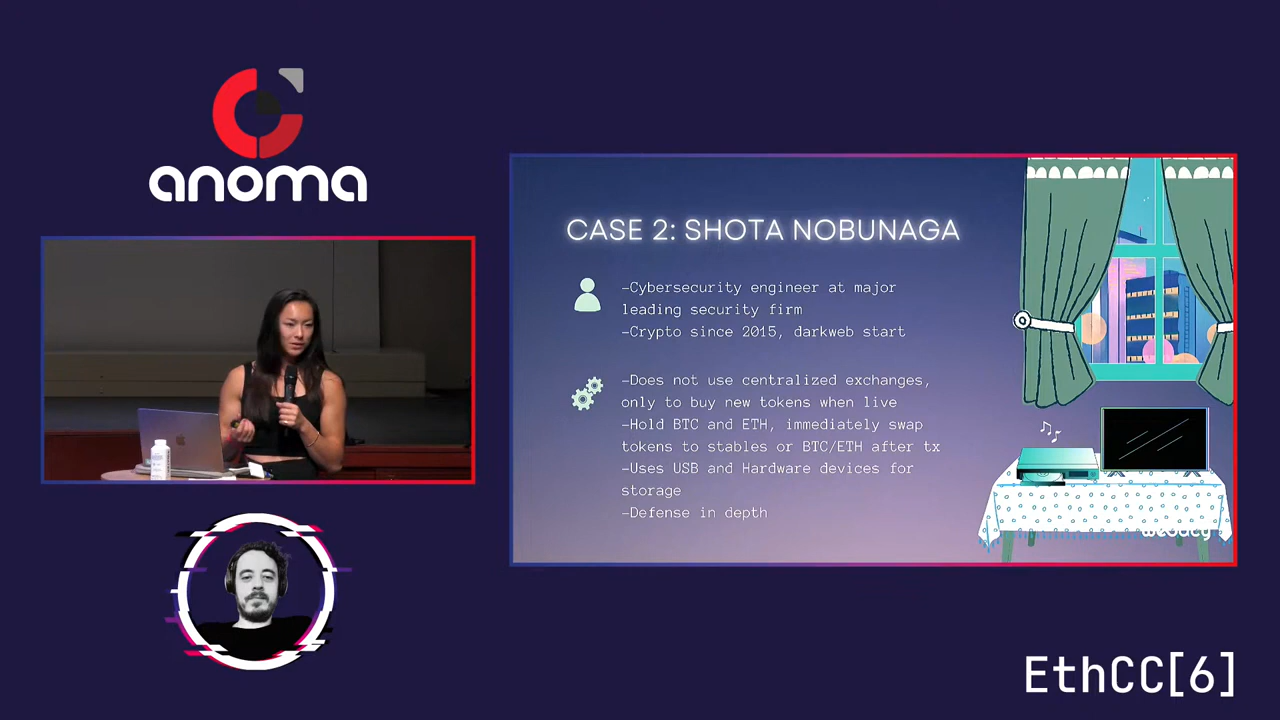 anoma
CASE 2: SHOTA NOBUNAGA
-Cybersecurity engineer at major
leading security firm
-Crypto since 2015, darkweb start
-Does not use centralized exchanges,
only to buy new tokens when live
-Hold BTC and ETH, immediately swap
tokens to stables or BTC/ETH after tx
-Uses USB and Hardware devices for
storage
-Defense in depth
EthCC[6]